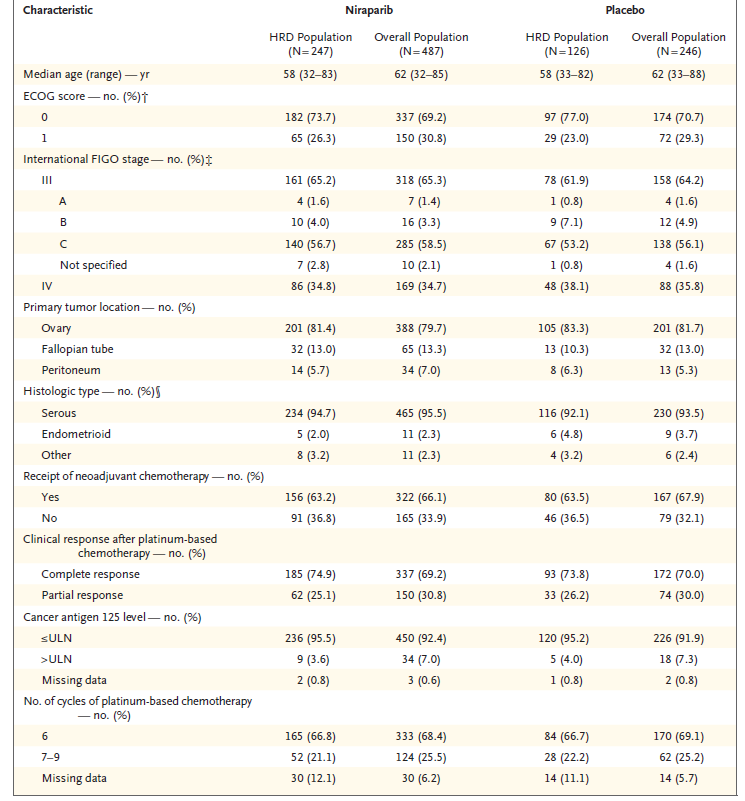 Characteristic Niraparib Placebo
HRD Population Overall Population HRD Population Overall Population
(N=247) (N=487) (N=126) (N=246)
Median age (range) — yr 58 (32–83) 62 (32–85) 58 (33–82) 62 (33–88)
ECOG score — no. (%)†
0 182 (73.7) 337 (69.2) 97 (77.0) 174 (70.7)
1 65 (26.3) 150 (30.8) 29 (23.0) 72 (29.3)
International FIGO stage — no. (%)‡
III 161 (65.2) 318 (65.3) 78 (61.9) 158 (64.2)
A 4 (1.6) 7 (1.4) 1 (0.8) 4 (1.6)
B 10 (4.0) 16 (3.3) 9 (7.1) 12 (4.9)
C 140 (56.7) 285 (58.5) 67 (53.2) 138 (56.1)
Not specified 7 (2.8) 10 (2.1) 1 (0.8) 4 (1.6)
IV 86 (34.8) 169 (34.7) 48 (38.1) 88 (35.8)
Primary tumor location — no. (%)
Ovary 201 (81.4) 388 (79.7) 105 (83.3) 201 (81.7)
Fallopian tube 32 (13.0) 65 (13.3) 13 (10.3) 32 (13.0)
Peritoneum 14 (5.7) 34 (7.0) 8 (6.3) 13 (5.3)
Histologic type — no. (%)§
Serous 234 (94.7) 465 (95.5) 116 (92.1) 230 (93.5)
Endometrioid 5 (2.0) 11 (2.3) 6 (4.8) 9 (3.7)
Other 8 (3.2) 11 (2.3) 4 (3.2) 6 (2.4)
Receipt of neoadjuvant chemotherapy — no. (%)
Yes 156 (63.2) 322 (66.1) 80 (63.5) 167 (67.9)
No 91 (36.8) 165 (33.9) 46 (36.5) 79 (32.1)
Clinical response after platinum-based
chemotherapy — no. (%)
Complete response 185 (74.9) 337 (69.2) 93 (73.8) 172 (70.0)
Partial response 62 (25.1) 150 (30.8) 33 (26.2) 74 (30.0)
Cancer antigen 125 level — no. (%)
≤ULN 236 (95.5) 450 (92.4) 120 (95.2) 226 (91.9)
>ULN 9 (3.6) 34 (7.0) 5 (4.0) 18 (7.3)
Missing data 2 (0.8) 3 (0.6) 1 (0.8) 2 (0.8)
No. of cycles of platinum-based chemotherapy
— no. (%)
6 165 (66.8) 333 (68.4) 84 (66.7) 170 (69.1)
7–9 52 (21.1) 124 (25.5) 28 (22.2) 62 (25.2)
Missing data 30 (12.1) 30 (6.2) 14 (11.1) 14 (5.7)